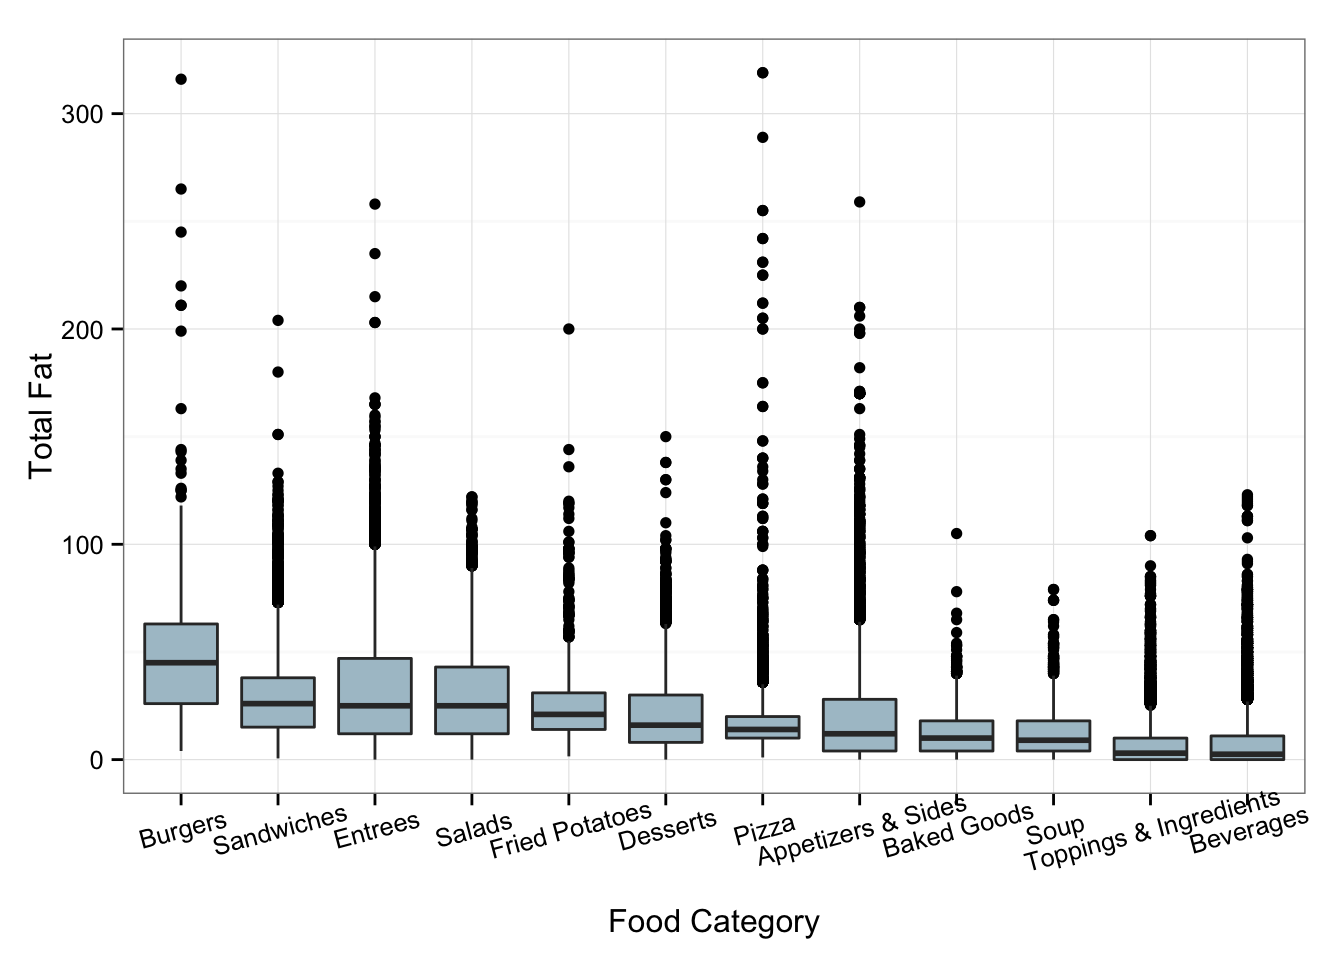 300
200
100
0
Total Fat
Burgers
Sandwiches
Entrees
Salads
Fried Potatoes
Desserts
Pizza
Appetizers & Sides
Baked Goods
Soup
Toppings & Ingredients
Beverages
Food Category